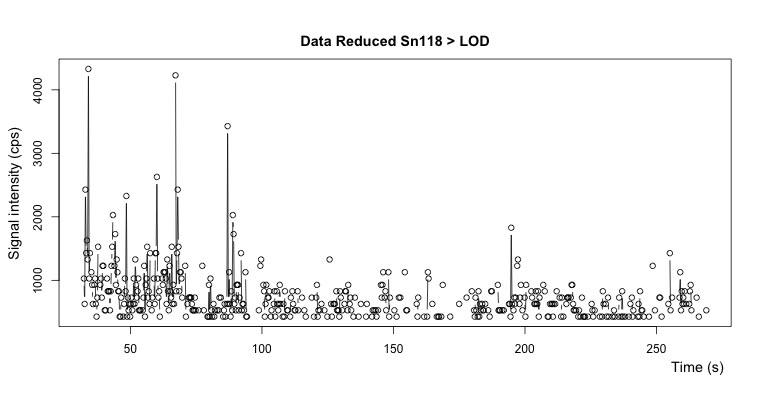 Data Reduced Sn118 > LOD
Signal intensity (cps)
4000
3000
2000
1000
50 100 150 200 250
Time (s)